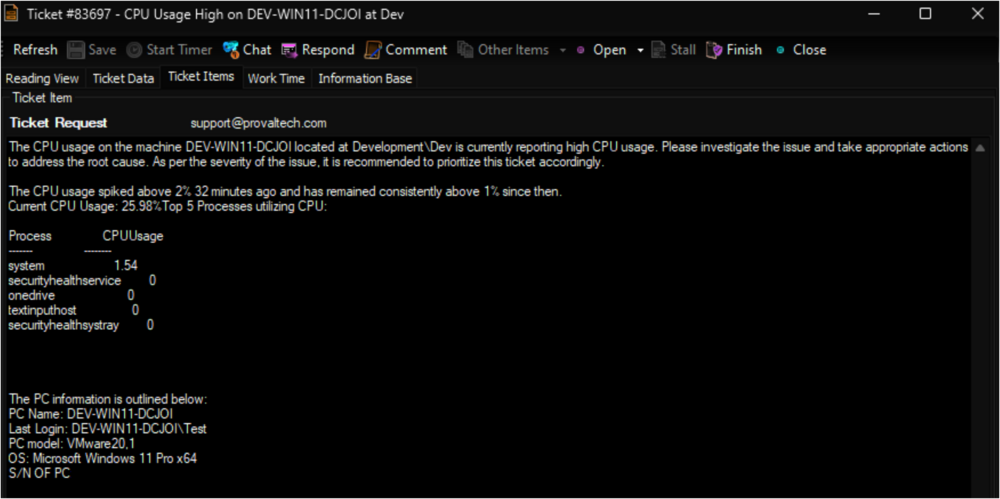 Ticket #83697 - CPU Usage High on DEV-WIN11-DCJOI at Dev
Refresh Save Start Timer Chat Respond Comment Other Items Open Stall Finish Close
Reading View Ticket Data Ticket Items Work Time Information Base
Ticket Item
Ticket Request support@provaltech.com
The CPU usage on the machine DEV-WIN11-DCJOI located at Development\Dev is currently reporting high CPU usage. Please investigate the issue and take appropriate actions
to address the root cause. As per the severity of the issue, it is recommended to prioritize this ticket accordingly.
The CPU usage spiked above 2% 32 minutes ago and has remained consistently above 1% since then.
Current CPU Usage: 25.98%Top 5 Processes utilizing CPU:
Process CPUUsage
------- --------
system 1.54
securityhealthservice 0
onedrive 0
textinputhost 0
securityhealthsystray 0
The PC information is outlined below:
PC Name: DEV-WIN11-DCJOI
Last Login: DEV-WIN11-DCJOI\Test
PC model: VMware20,1
OS: Microsoft Windows 11 Pro x64
S/N OF PC